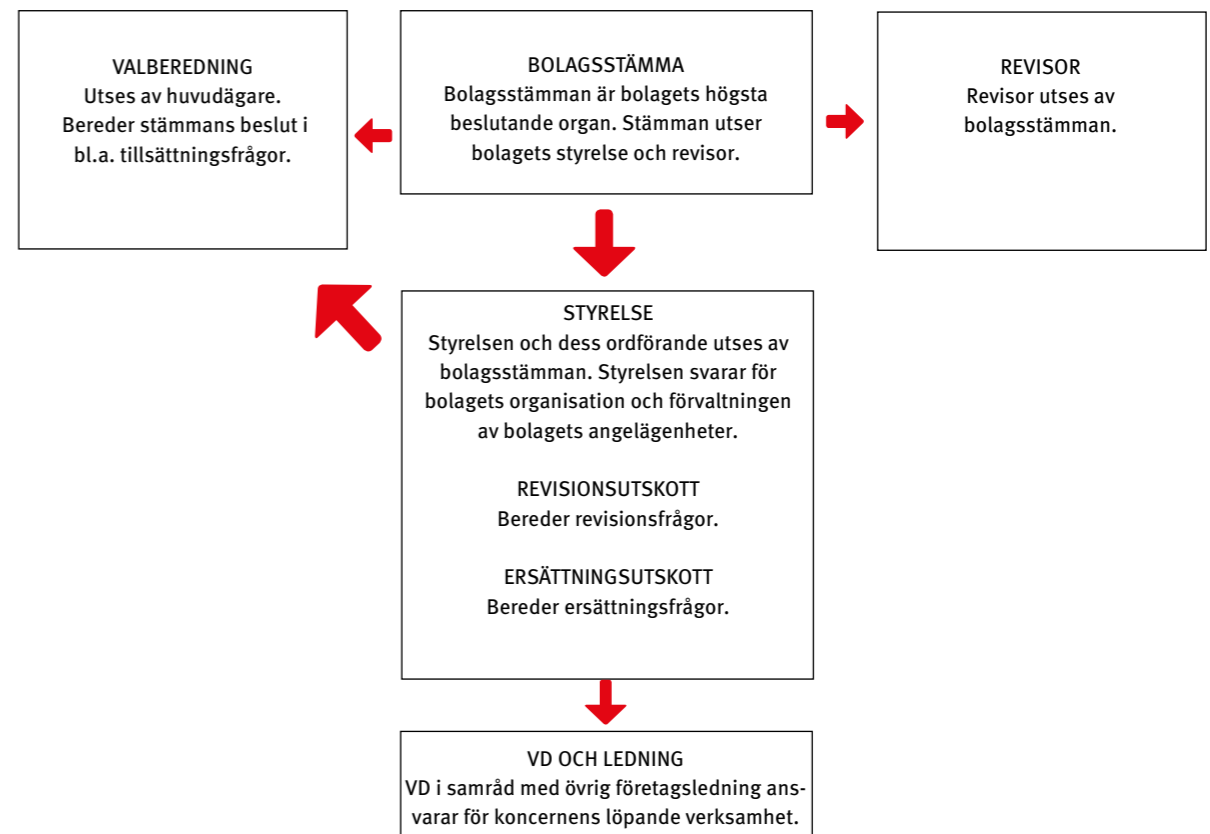 VALBEREDNING
Utses av huvudägare.
Bereder stämmans beslut i
bl.a. tillsättningsfrågor.
BOLAGSSTÄMMA
Bolagsstämman är bolagets högsta
beslutande organ. Stämman utser
bolagets styrelse och revisor.
REVISOR
Revisor utses av
bolagsstämman.
STYRELSE
Styrelsen och dess ordförande utses av
bolagsstämman. Styrelsen svarar för
bolagets organisation och förvaltningen
av bolagets angelägenheter.
REVISIONSUTSKOTT
Bereder revisionsfrågor.
ERSÄTTNINGSUTSKOTT
Bereder ersättningsfrågor.
VD OCH LEDNING
VD i samråd med övrig företagsledning ans-
varar för koncernens löpande verksamhet.